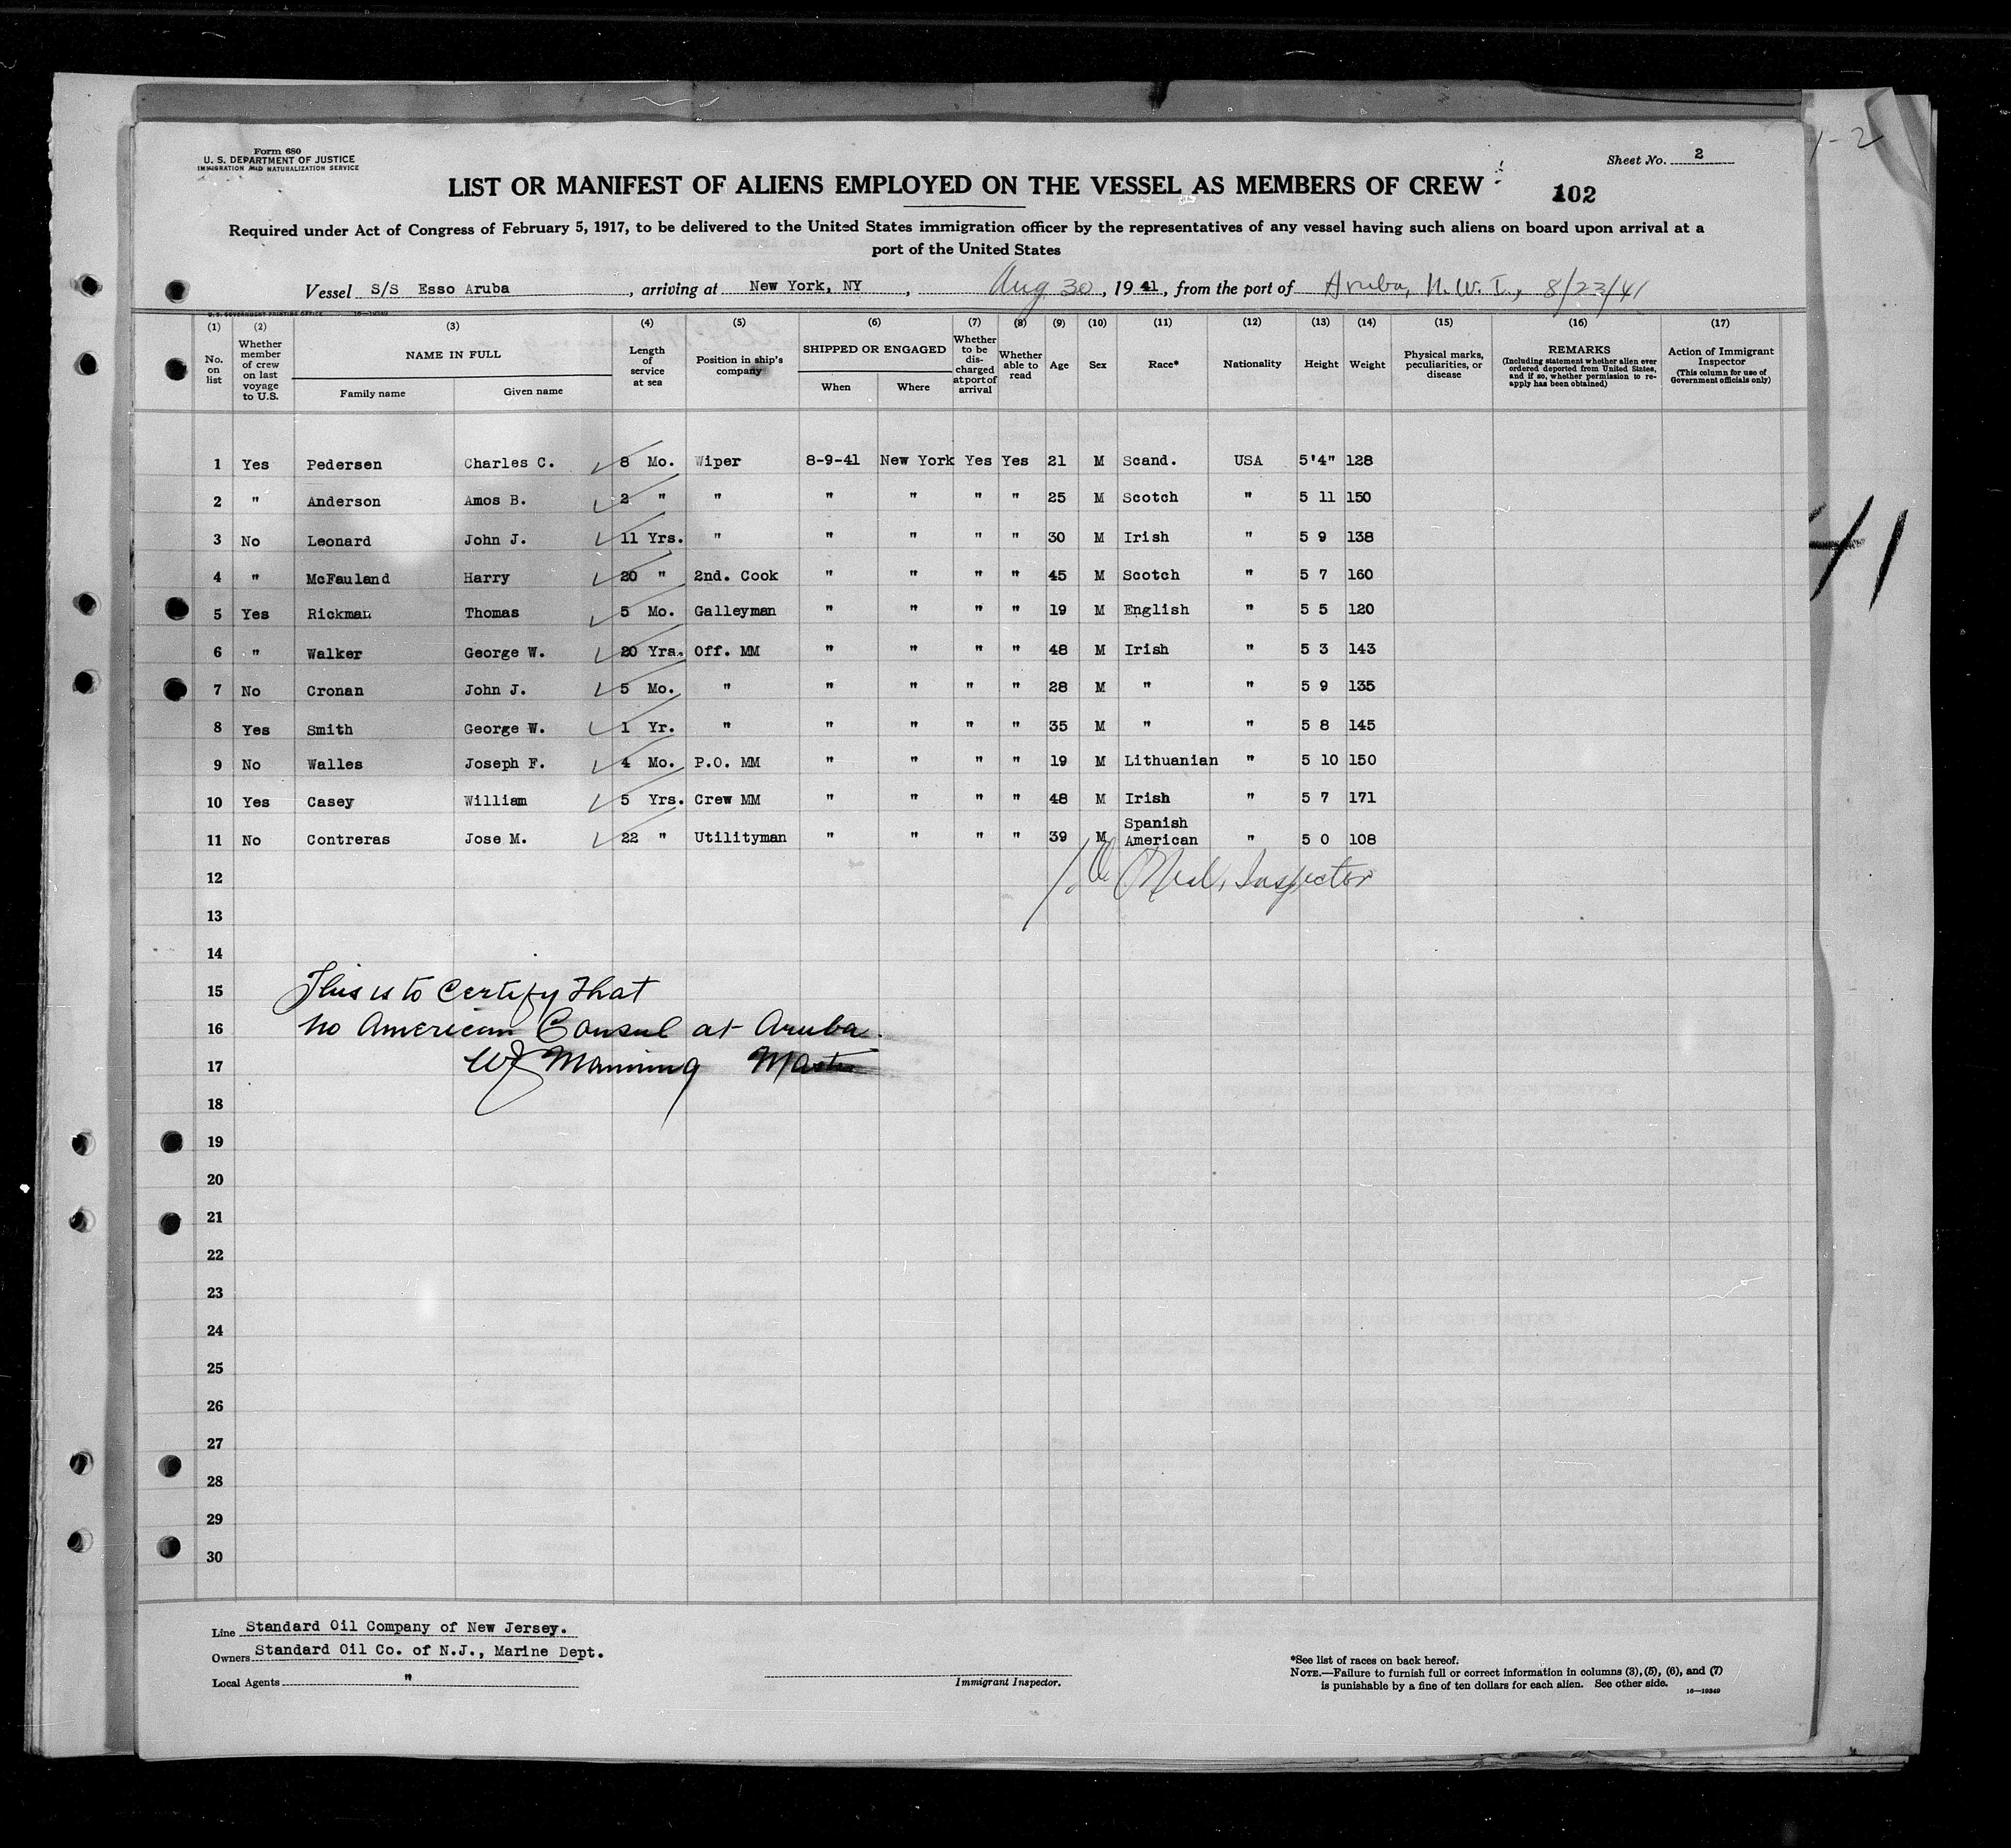 Form 680
U. S. DEPARTMENT OF JUSTICE
IMMIGRATION AND NATURALIZATION SERVICE
Sheet No. 2
1-2
LIST OR MANIFEST OF ALIENS EMPLOYED ON THE VESSEL AS MEMBERS OF CREW
102
Required under Act of Congress of February 5, 1917, to be delivered to the United States immigration officer by the representatives of any vessel having such aliens on board upon arrival at a
port of the United States
Vessel S/S Esso Aruba, arriving at New York, NY, Aug 30, 1941, from the port of Aruba, N.W.I., 8/23/41
U. S. GOVERNMENT PRINTING OFFICE 16—19349
(1) (2) (3) (4) (5) (6) (7) (8) (9) (10) (11) (12) (13) (14) (15) (16) (17)
No. on list
Whether member of crew on last voyage to U.S.
NAME IN FULL
Family name Given name
Length of service at sea
Position in ship's company
SHIPPED OR ENGAGED
When Where
Whether to be discharged at port of arrival
Whether able to read
Age
Sex
Race*
Nationality
Height
Weight
Physical marks, peculiarities, or disease
REMARKS
(Including statement whether alien ever ordered deported from United States, and if so, whether permission to reapply has been obtained)
Action of Immigrant Inspector
(This column for use of Government officials only)
1 Yes Pedersen Charles C. 8 Mo. Wiper 8-9-41 New York Yes Yes 21 M Scand. USA 5'4" 128
2 " Anderson Amos B. 2 " " " " " " 25 M Scotch " 5 11 150
3 No Leonard John J. 11 Yrs. " " " " " 30 M Irish " 5 9 138
4 " McFauland Harry 20 " 2nd. Cook " " " " 45 M Scotch " 5 7 160
5 Yes Rickman Thomas 5 Mo. Galleyman " " " " 19 M English " 5 5 120
6 " Walker George W. 20 Yrs. Off. MM " " " " 48 M Irish " 5 3 143
7 No Cronan John J. 5 Mo. " " " " " 28 M " " 5 9 135
8 Yes Smith George W. 1 Yr. " " " " " 35 M " " 5 8 145
9 No Walles Joseph F. 4 Mo. P.O. MM " " " " 19 M Lithuanian " 5 10 150
10 Yes Casey William 5 Yrs. Crew MM " " " " 48 M Irish " 5 7 171
11 No Contreras Jose M. 22 " Utilityman " " " " 39 M Spanish American " 5 0 108
12 Med. Inspector
13
14
15 This is to Certify that
16 no American Consul at Aruba.
17 WJ Manning Master
18
19
20
21
22
23
24
25
26
27
28
29
30
41
Line Standard Oil Company of New Jersey.
Owners Standard Oil Co. of N.J., Marine Dept.
Local Agents "
Immigrant Inspector.
*See list of races on back hereof.
NOTE.—Failure to furnish full or correct information in columns (3), (5), (6), and (7)
is punishable by a fine of ten dollars for each alien. See other side.
16—19349